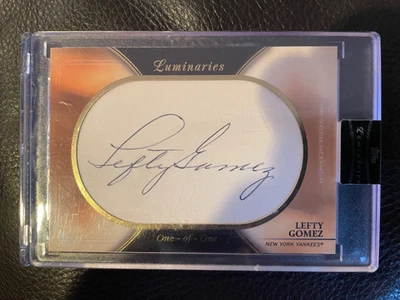 Luminaries
Lefty Gomez
One - of - One
LEFTY
GOMEZ
NEW YORK YANKEES®